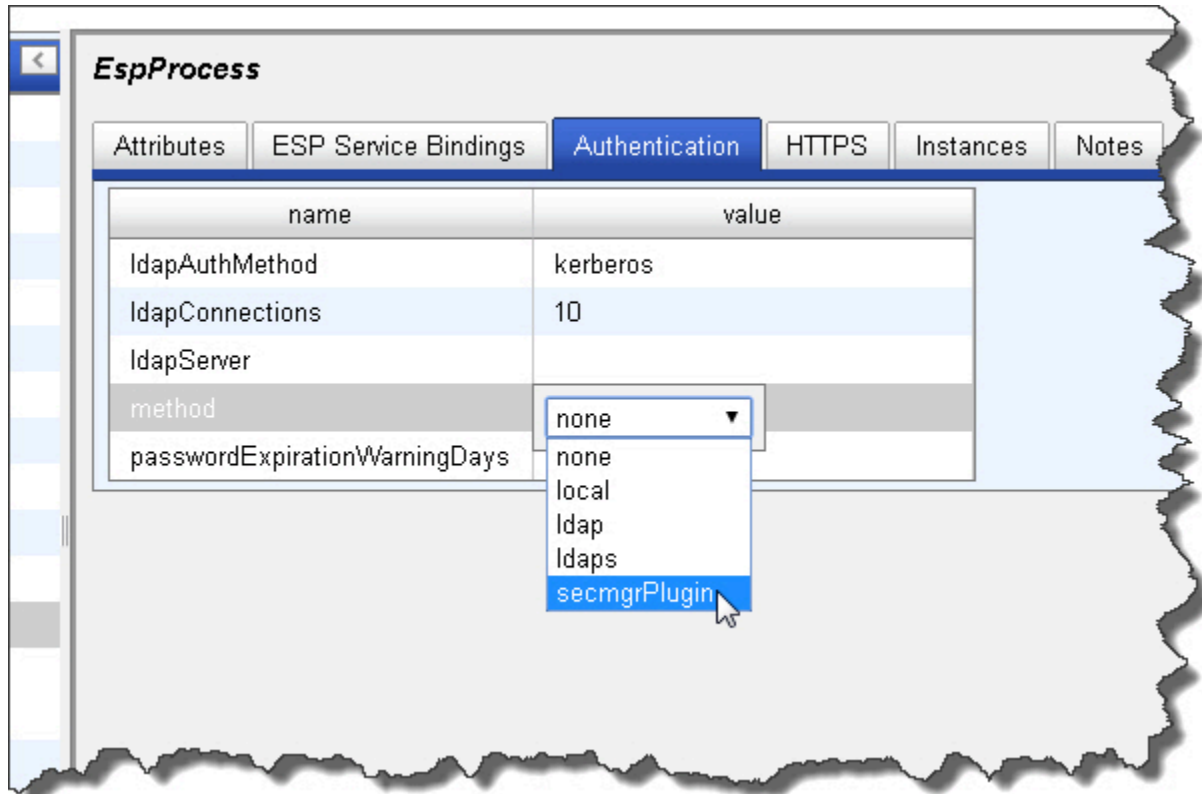 EspProcess
Attributes ESP Service Bindings Authentication HTTPS Instances Notes
name value
ldapAuthMethod kerberos
ldapConnections 10
ldapServer
method none
passwordExpirationWarningDays
none
local
ldap
ldaps
secmgrPlugin